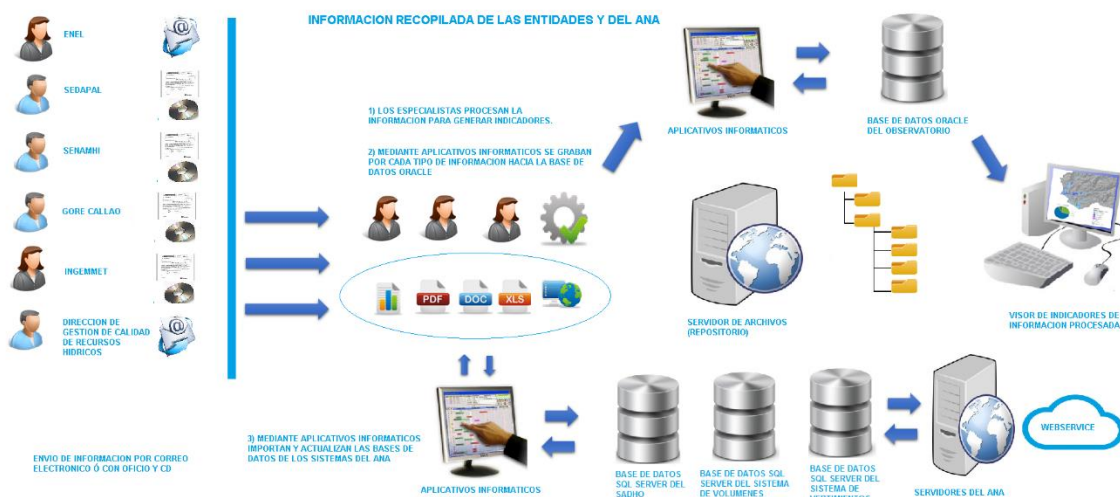 INFORMACION RECOPILADA DE LAS ENTIDADES Y DEL ANA
ENEL
SEDAPAL
SENAMHI
GORE CALLAO
INGEMMET
DIRECCION DE
GESTION DE CALIDAD
DE RECURSOS
HIDRICOS
ENVIO DE INFORMACION POR CORREO
ELECTRONICO Ó CON OFICIO Y CD
1) LOS ESPECIALISTAS PROCESAN LA
INFORMACION PARA GENERAR INDICADORES.
2) MEDIANTE APLICATIVOS INFORMATICOS SE GRABAN
POR CADA TIPO DE INFORMACION HACIA LA BASE DE
DATOS ORACLE
PDF
DOC
XLS
APLICATIVOS INFORMATICOS
BASE DE DATOS ORACLE
DEL OBSERVATORIO
SERVIDOR DE ARCHIVOS
(REPOSITORIO)
VISOR DE INDICADORES DE
INFORMACION PROCESADA
3) MEDIANTE APLICATIVOS INFORMATICOS
IMPORTAN Y ACTUALIZAN LAS BASES DE
DATOS DE LOS SISTEMAS DEL ANA
APLICATIVOS INFORMATICOS
BASE DE DATOS
SQL SERVER DEL
SADHO
BASE DE DATOS SQL
SERVER DEL SISTEMA
DE VOLUMENES
BASE DE DATOS
SQL SERVER DEL
SISTEMA DE
SERVIDORES DEL ANA
WEBSERVICE